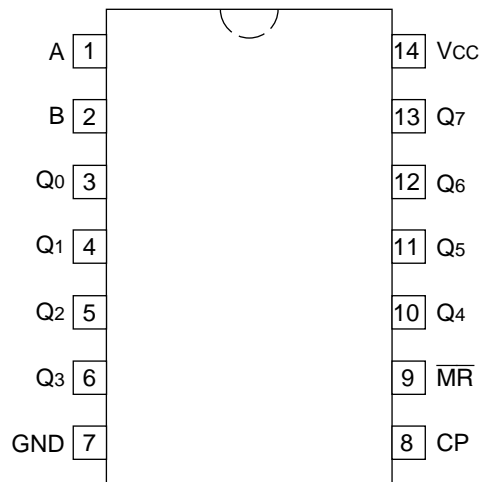 A 1 14 VCC
B 2 13 Q7
Q0 3 12 Q6
Q1 4 11 Q5
Q2 5 10 Q4
Q3 6 9 M̅R̅
GND 7 8 CP